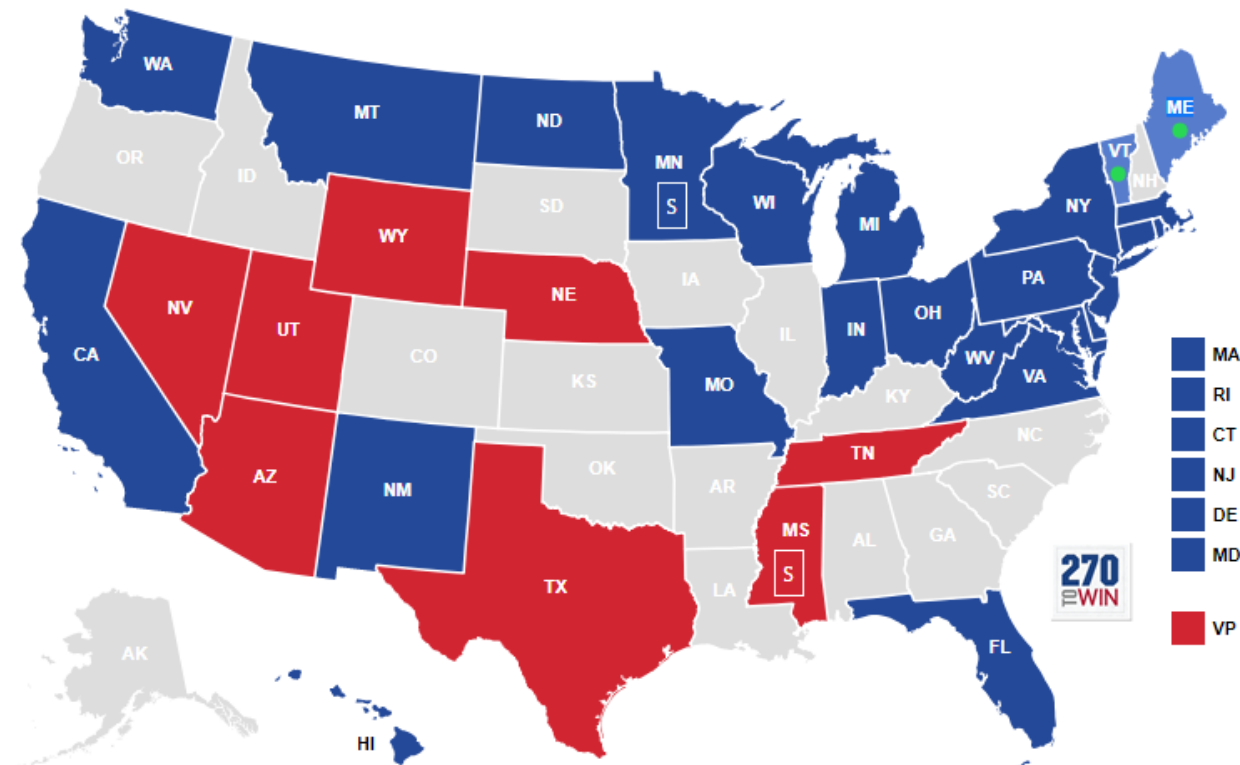 WA
MT
ND
MN
S
OR
ID
SD
WI
MI
ME
VT
NH
NY
WY
NE
IA
PA
NV
UT
CO
IL
IN
OH
WV
VA
CA
KS
MO
KY
AZ
NM
OK
AR
TN
NC
SC
TX
LA
MS
S
AL
GA
FL
AK
HI
270
TO WIN
MA
RI
CT
NJ
DE
MD
VP